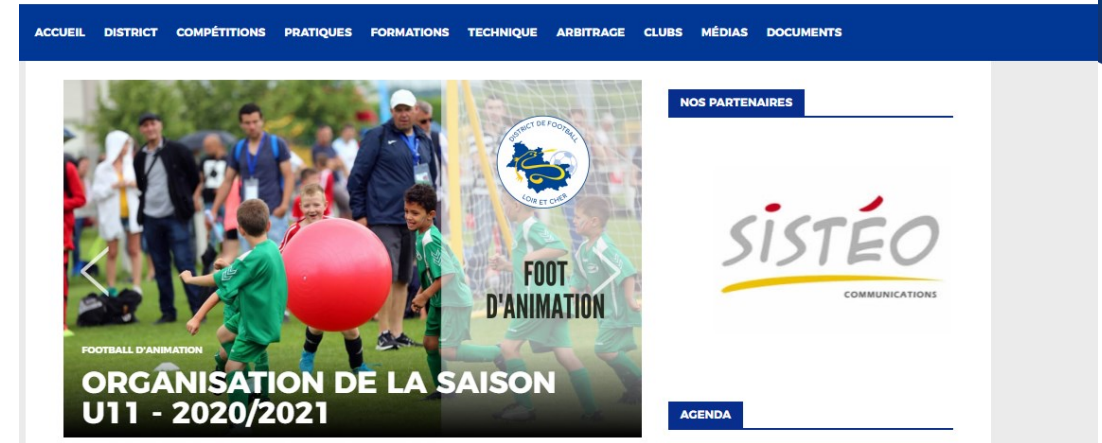 ACCUEIL DISTRICT COMPÉTITIONS PRATIQUES FORMATIONS TECHNIQUE ARBITRAGE CLUBS MÉDIAS DOCUMENTS
DISTRICT DE FOOTBALL
LOIR ET CHER
FOOT
D'ANIMATION
FOOTBALL D'ANIMATION
ORGANISATION DE LA SAISON
U11 - 2020/2021
NOS PARTENAIRES
SISTÉO
COMMUNICATIONS
AGENDA